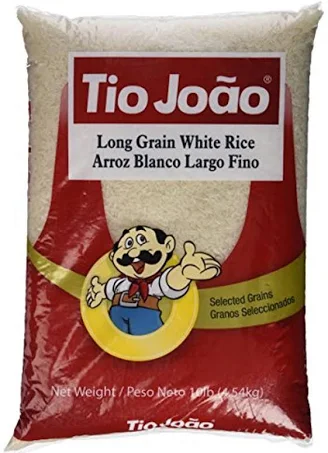 Tio João®
Long Grain White Rice
Arroz Blanco Largo Fino
Selected Grains
Granos Seleccionados
Net Weight / Peso Neto 10lb (4.54kg)
Tio João